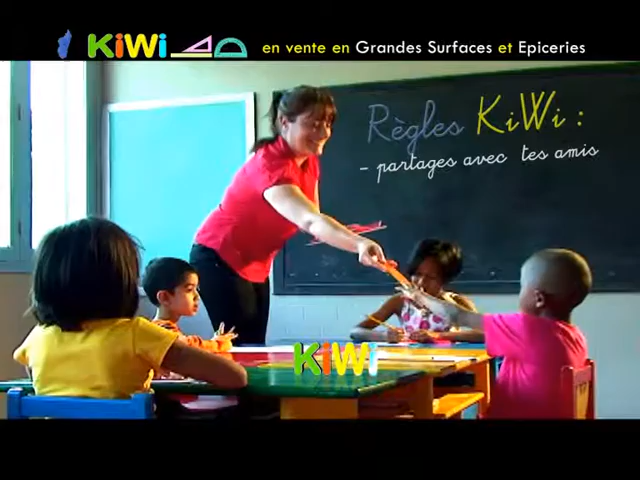 KiWi en vente en Grandes Surfaces et Epiceries
Règles KiWi :
- partages avec tes amis
KiWi